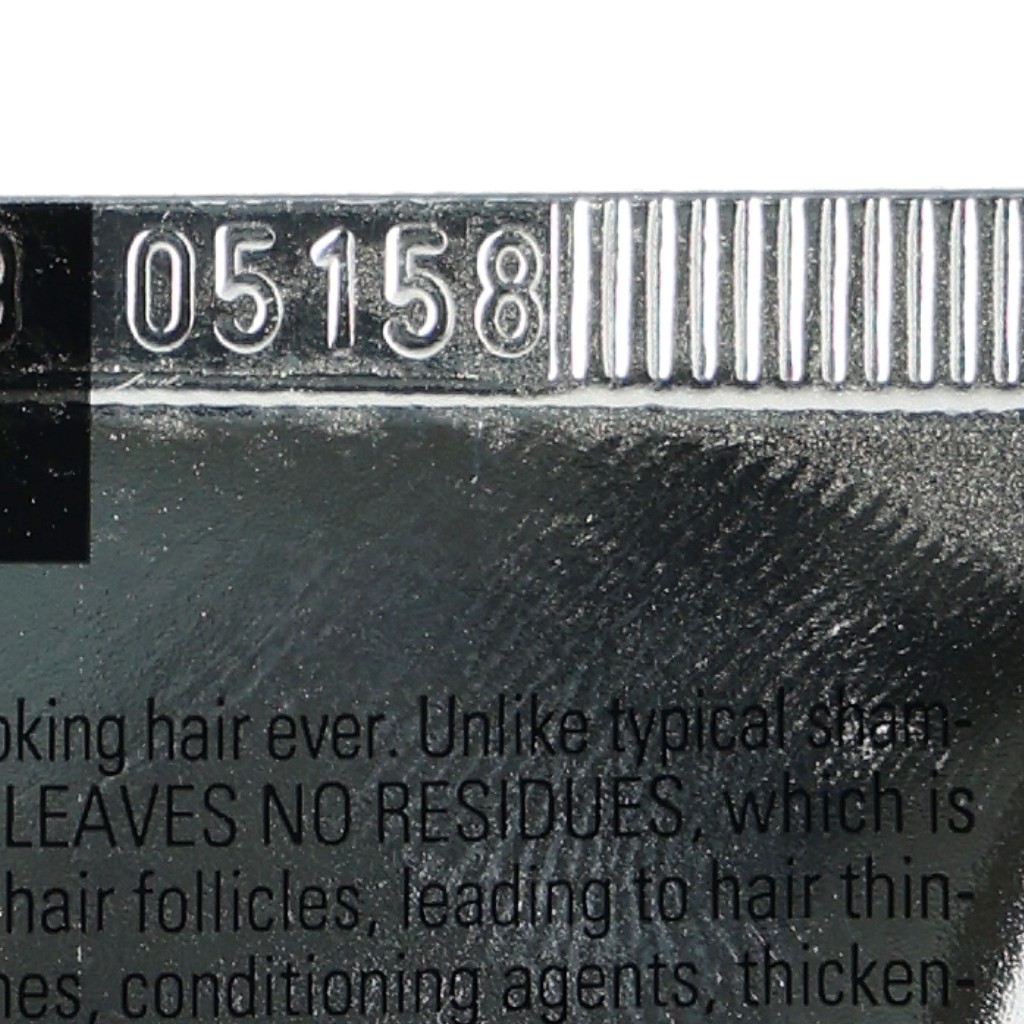 05158
oking hair ever. Unlike typical sham-
LEAVES NO RESIDUES, which is
hair follicles, leading to hair thin-
nes, conditioning agents, thicken-